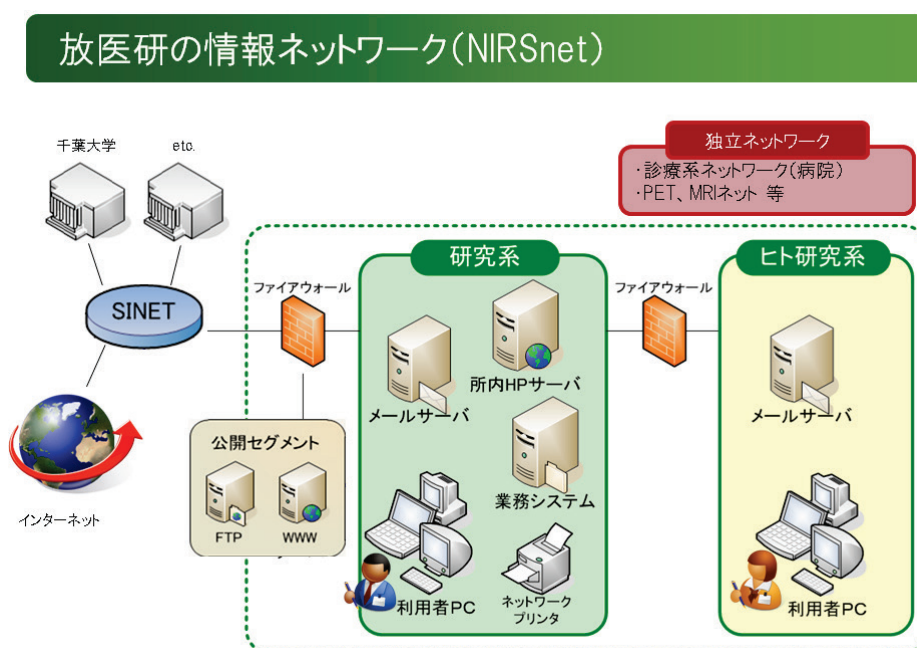 放医研の情報ネットワーク(NIRSnet)
千葉大学
etc.
独立ネットワーク
・診療系ネットワーク(病院)
・PET、MRIネット 等
研究系
ヒト研究系
ファイアウォール
ファイアウォール
SINET
所内HPサーバ
メールサーバ
メールサーバ
公開セグメント
業務システム
インターネット
FTP
WWW
利用者PC
ネットワーク
プリンタ
利用者PC